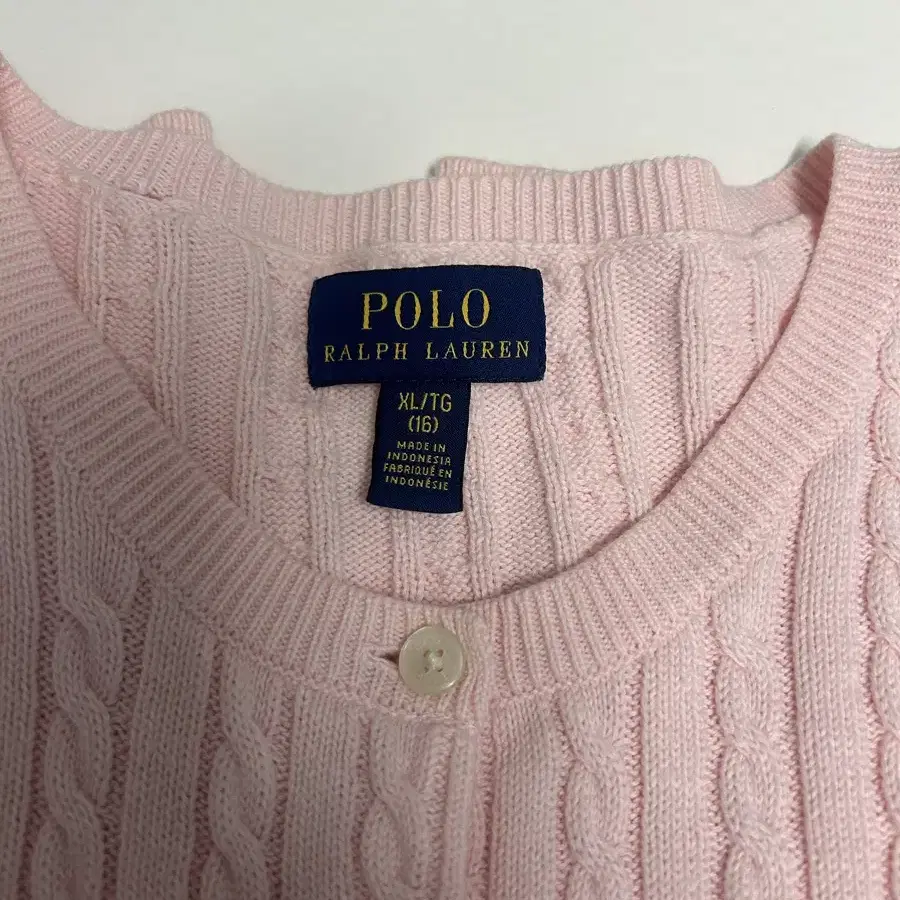 POLO
RALPH LAUREN
XL/TG
(16)
MADE IN
INDONESIA
FABRIQUÉ EN
INDONÉSIE